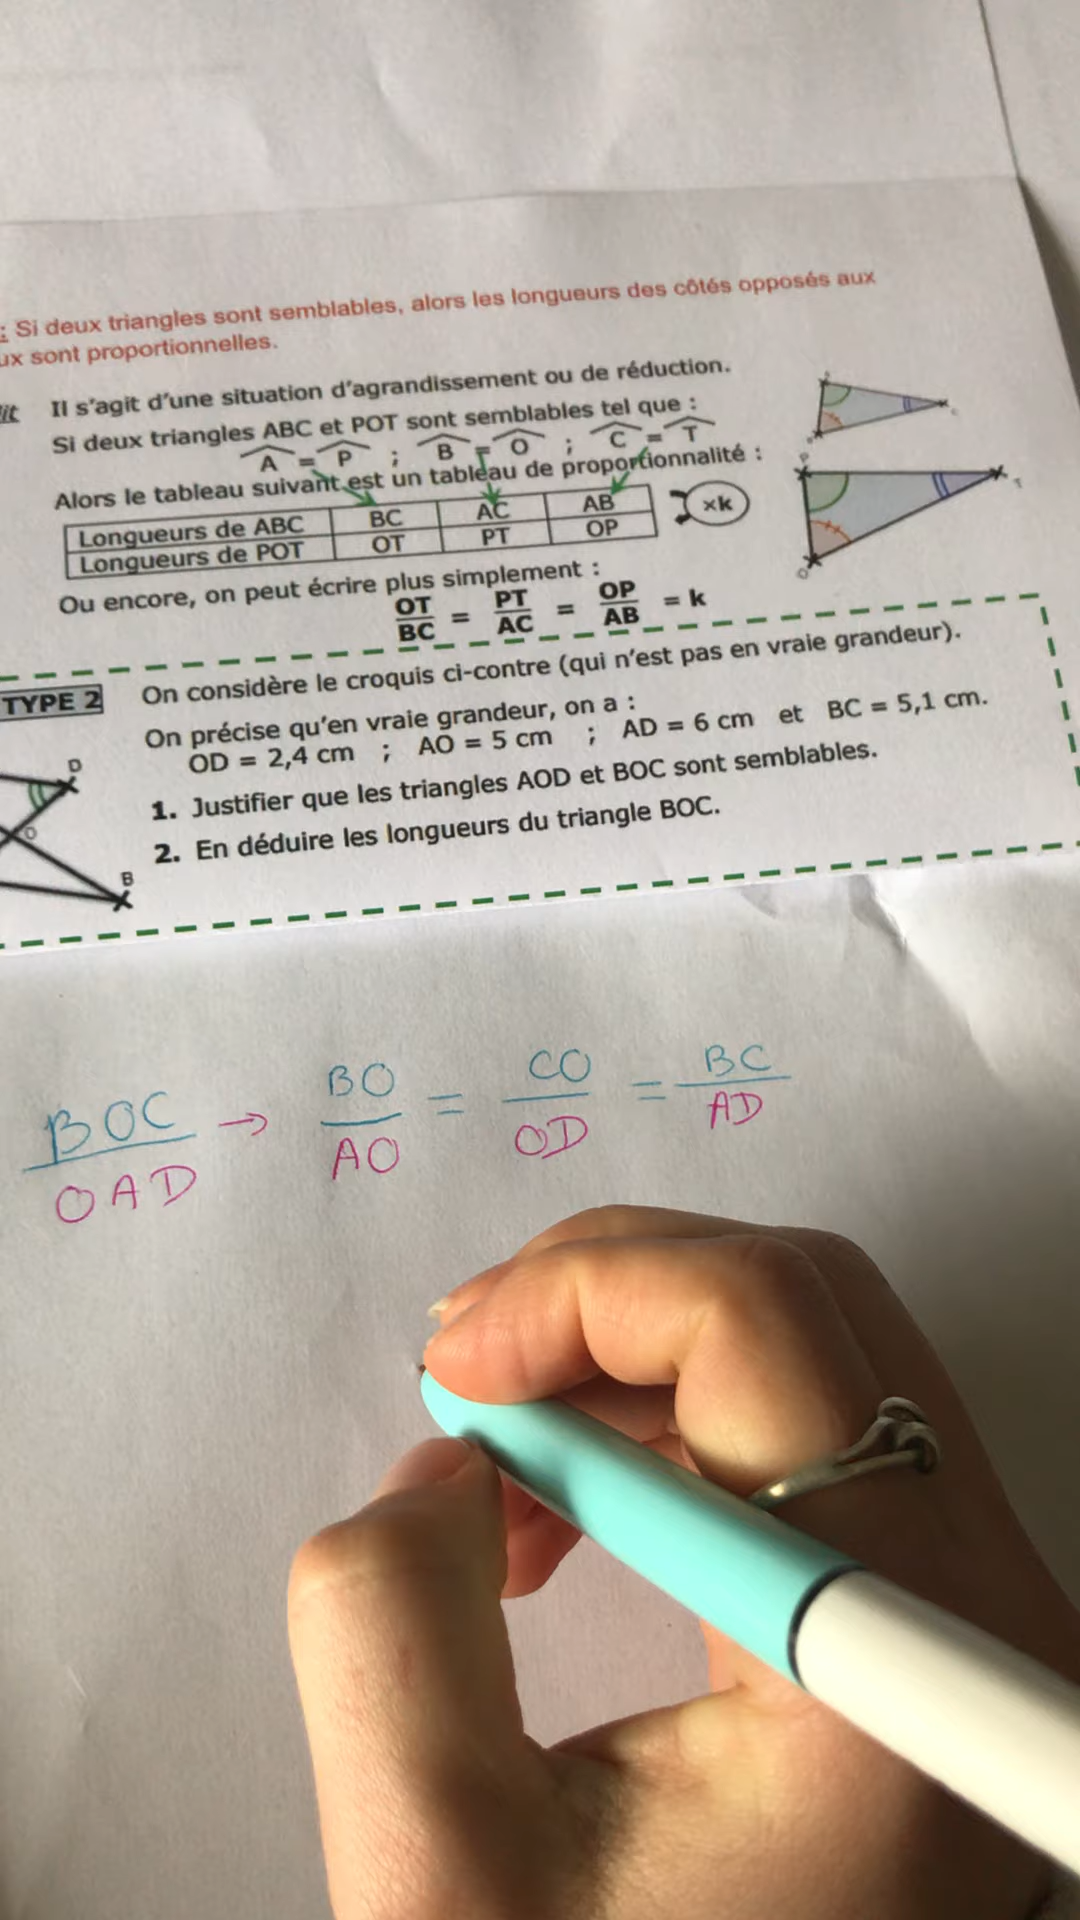 : Si deux triangles sont semblables, alors les longueurs des côtés opposés aux
ux sont proportionnelles.
it Il s'agit d'une situation d'agrandissement ou de réduction.
Si deux triangles ABC et POT sont semblables tel que :
A = P ; B = O ; C = T
Alors le tableau suivant est un tableau de proportionnalité :
Longueurs de ABC BC AC AB
Longueurs de POT OT PT OP
×k
Ou encore, on peut écrire plus simplement :
OT/BC = PT/AC = OP/AB = k
P
T
O
TYPE 2
On considère le croquis ci-contre (qui n'est pas en vraie grandeur).
On précise qu'en vraie grandeur, on a :
OD = 2,4 cm ; AO = 5 cm ; AD = 6 cm et BC = 5,1 cm.
1. Justifier que les triangles AOD et BOC sont semblables.
2. En déduire les longueurs du triangle BOC.
D
O
B
BOC/OAD → BO/AO = CO/OD = BC/AD